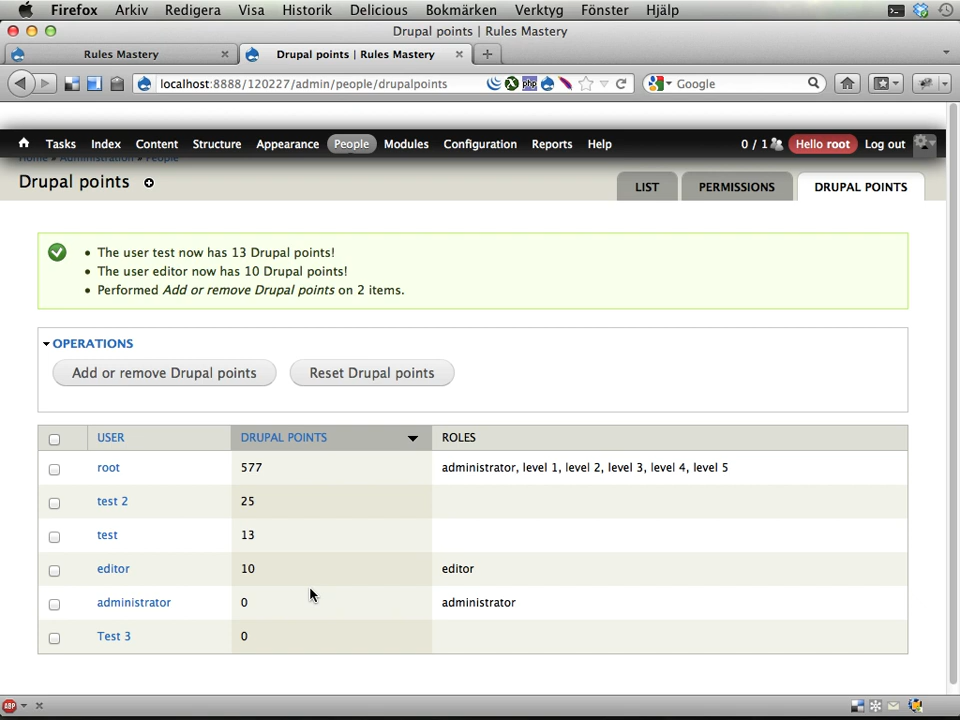 Firefox Arkiv Redigera Visa Historik Delicious Bokmärken Verktyg Fönster Hjälp
Drupal points | Rules Mastery
Rules Mastery × Drupal points | Rules Mastery × +
localhost:8888/120227/admin/people/drupalpoints php Google
Tasks Index Content Structure Appearance People Modules Configuration Reports Help 0 / 1 Hello root Log out
Home » Administration » People
Drupal points
LIST PERMISSIONS DRUPAL POINTS
• The user test now has 13 Drupal points!
• The user editor now has 10 Drupal points!
• Performed Add or remove Drupal points on 2 items.
OPERATIONS
Add or remove Drupal points Reset Drupal points
USER DRUPAL POINTS ROLES
root 577 administrator, level 1, level 2, level 3, level 4, level 5
test 2 25
test 13
editor 10 editor
administrator 0 administrator
Test 3 0
ABP ×